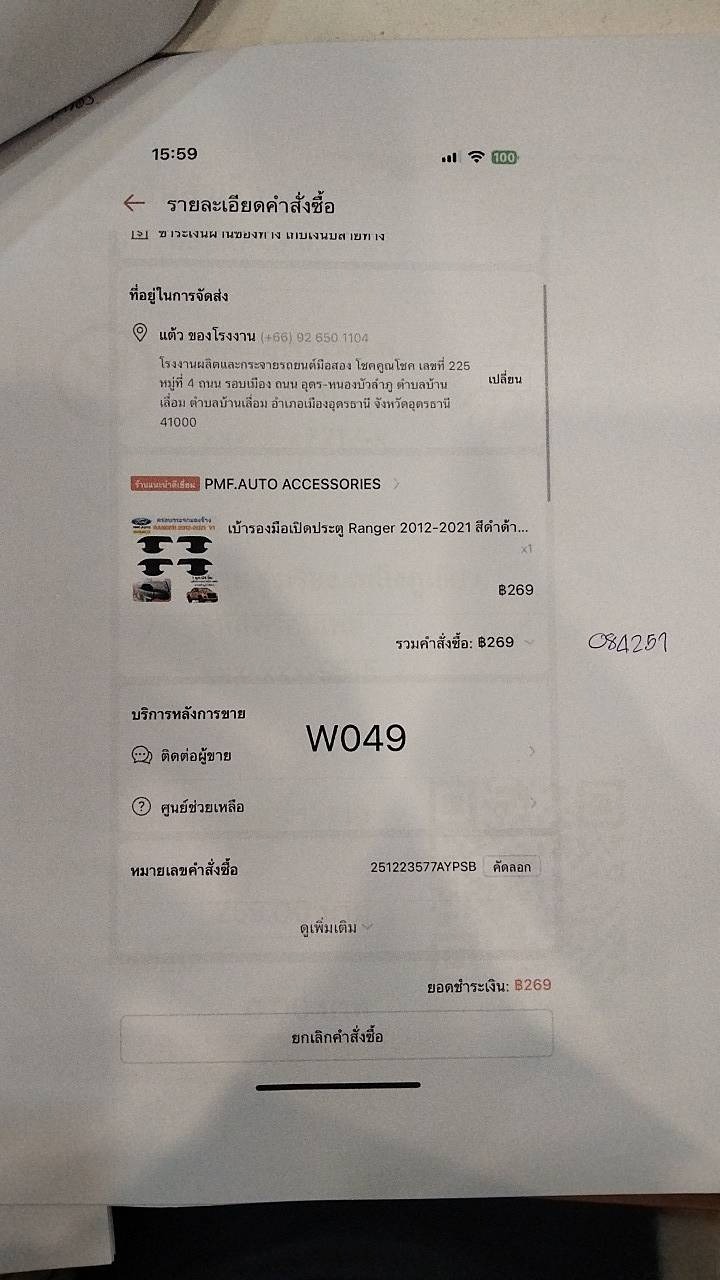 15:59
100
รายละเอียดคำสั่งซื้อ
ที่อยู่ในการจัดส่ง
แต้ว ของโรงงาน (+66) 92 650 1104
โรงงานผลิตและกระจายรถยนต์มือสอง โชคคูณโชค เลขที่ 225
หมู่ที่ 4 ถนน รอบเมือง ถนน อุดร-หนองบัวลำภู ตำบลบ้าน
เลื่อม ตำบลบ้านเลื่อม อำเภอเมืองอุดรธานี จังหวัดอุดรธานี
41000
เปลี่ยน
ร้านแนะนำดีเยี่ยม PMF.AUTO ACCESSORIES
เบ้ารองมือเปิดประตู Ranger 2012-2021 สีดำด้า...
x1
฿269
รวมคำสั่งซื้อ: ฿269
084251
บริการหลังการขาย
W049
ติดต่อผู้ขาย
ศูนย์ช่วยเหลือ
หมายเลขคำสั่งซื้อ 251223577AYPSB คัดลอก
ดูเพิ่มเติม
ยอดชำระเงิน: ฿269
ยกเลิกคำสั่งซื้อ